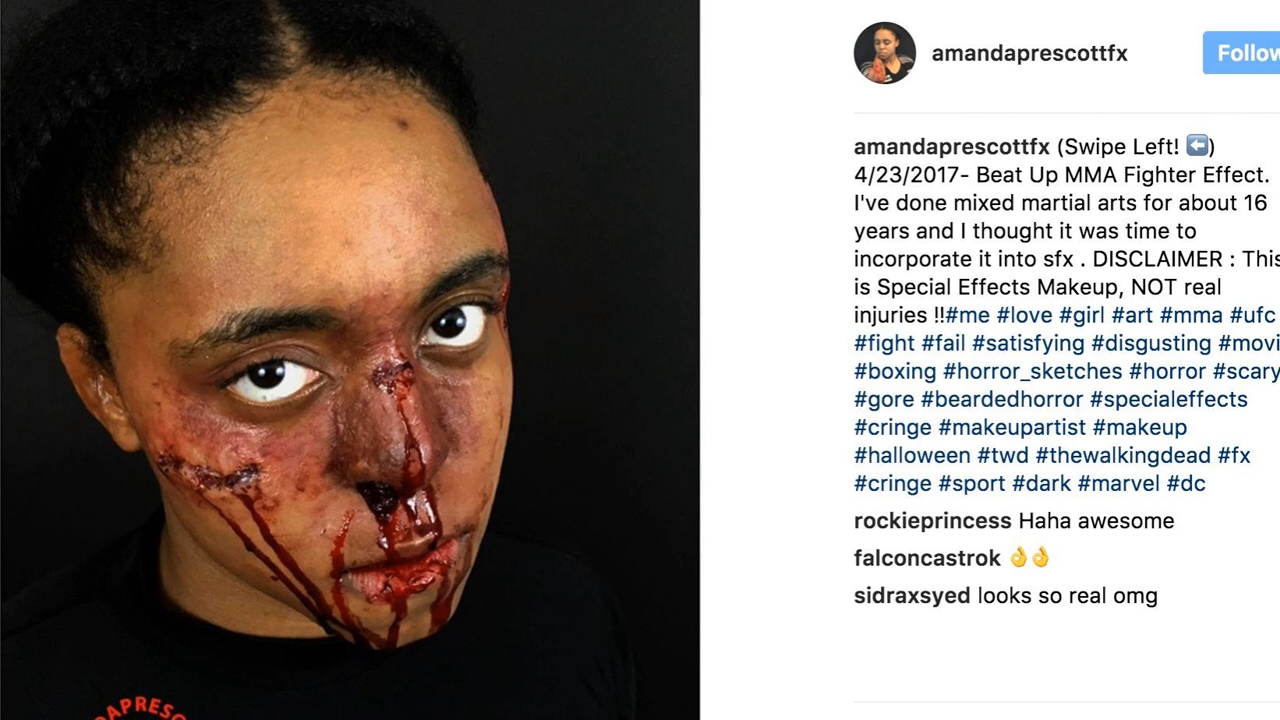 amandaprescottfx
Follow
amandaprescottfx (Swipe Left! ⬅️)
4/23/2017- Beat Up MMA Fighter Effect.
I've done mixed martial arts for about 16
years and I thought it was time to
incorporate it into sfx . DISCLAIMER : This
is Special Effects Makeup, NOT real
injuries !!#me #love #girl #art #mma #ufc
#fight #fail #satisfying #disgusting #movi
#boxing #horror_sketches #horror #scary
#gore #beardedhorror #specialeffects
#cringe #makeupartist #makeup
#halloween #twd #thewalkingdead #fx
#cringe #sport #dark #marvel #dc
rockieprincess Haha awesome
falconcastrok 👌👌
sidraxsyed looks so real omg